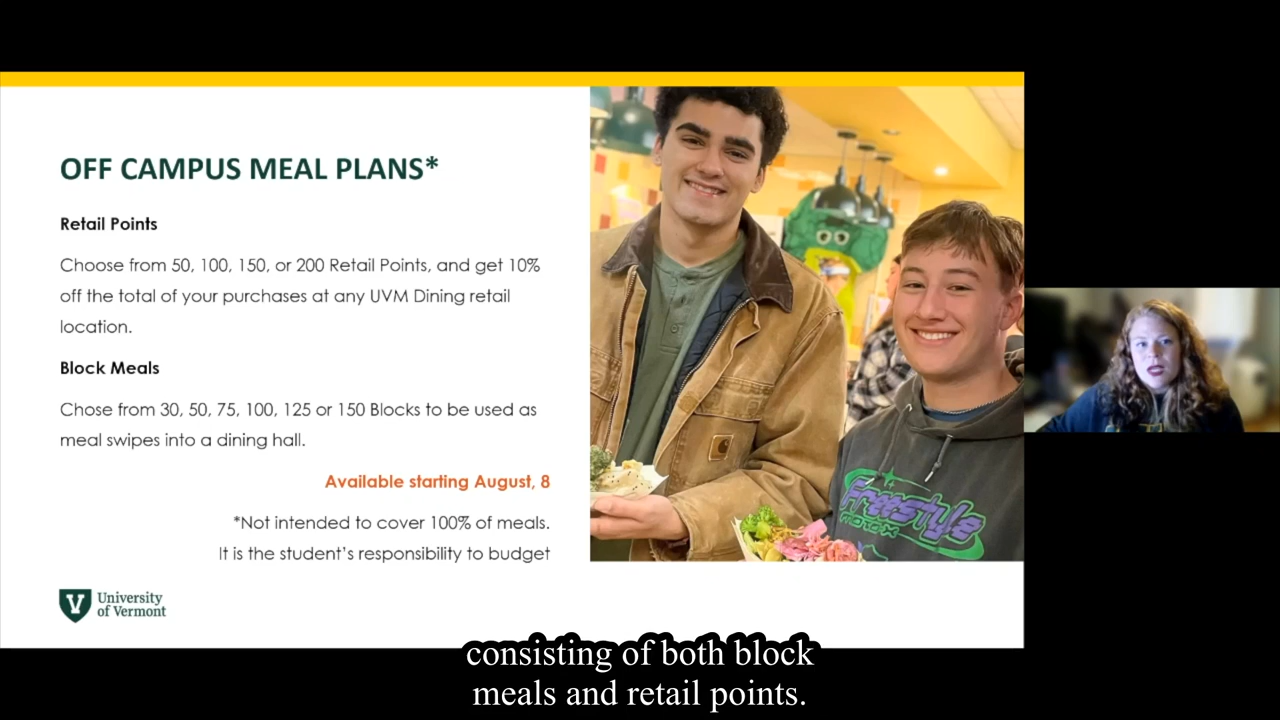 OFF CAMPUS MEAL PLANS*
Retail Points
Choose from 50, 100, 150, or 200 Retail Points, and get 10%
off the total of your purchases at any UVM Dining retail
location.
Block Meals
Chose from 30, 50, 75, 100, 125 or 150 Blocks to be used as
meal swipes into a dining hall.
Available starting August, 8
*Not intended to cover 100% of meals.
It is the student's responsibility to budget
University
of Vermont
carhartt
Freestyle
consisting of both block
meals and retail points.